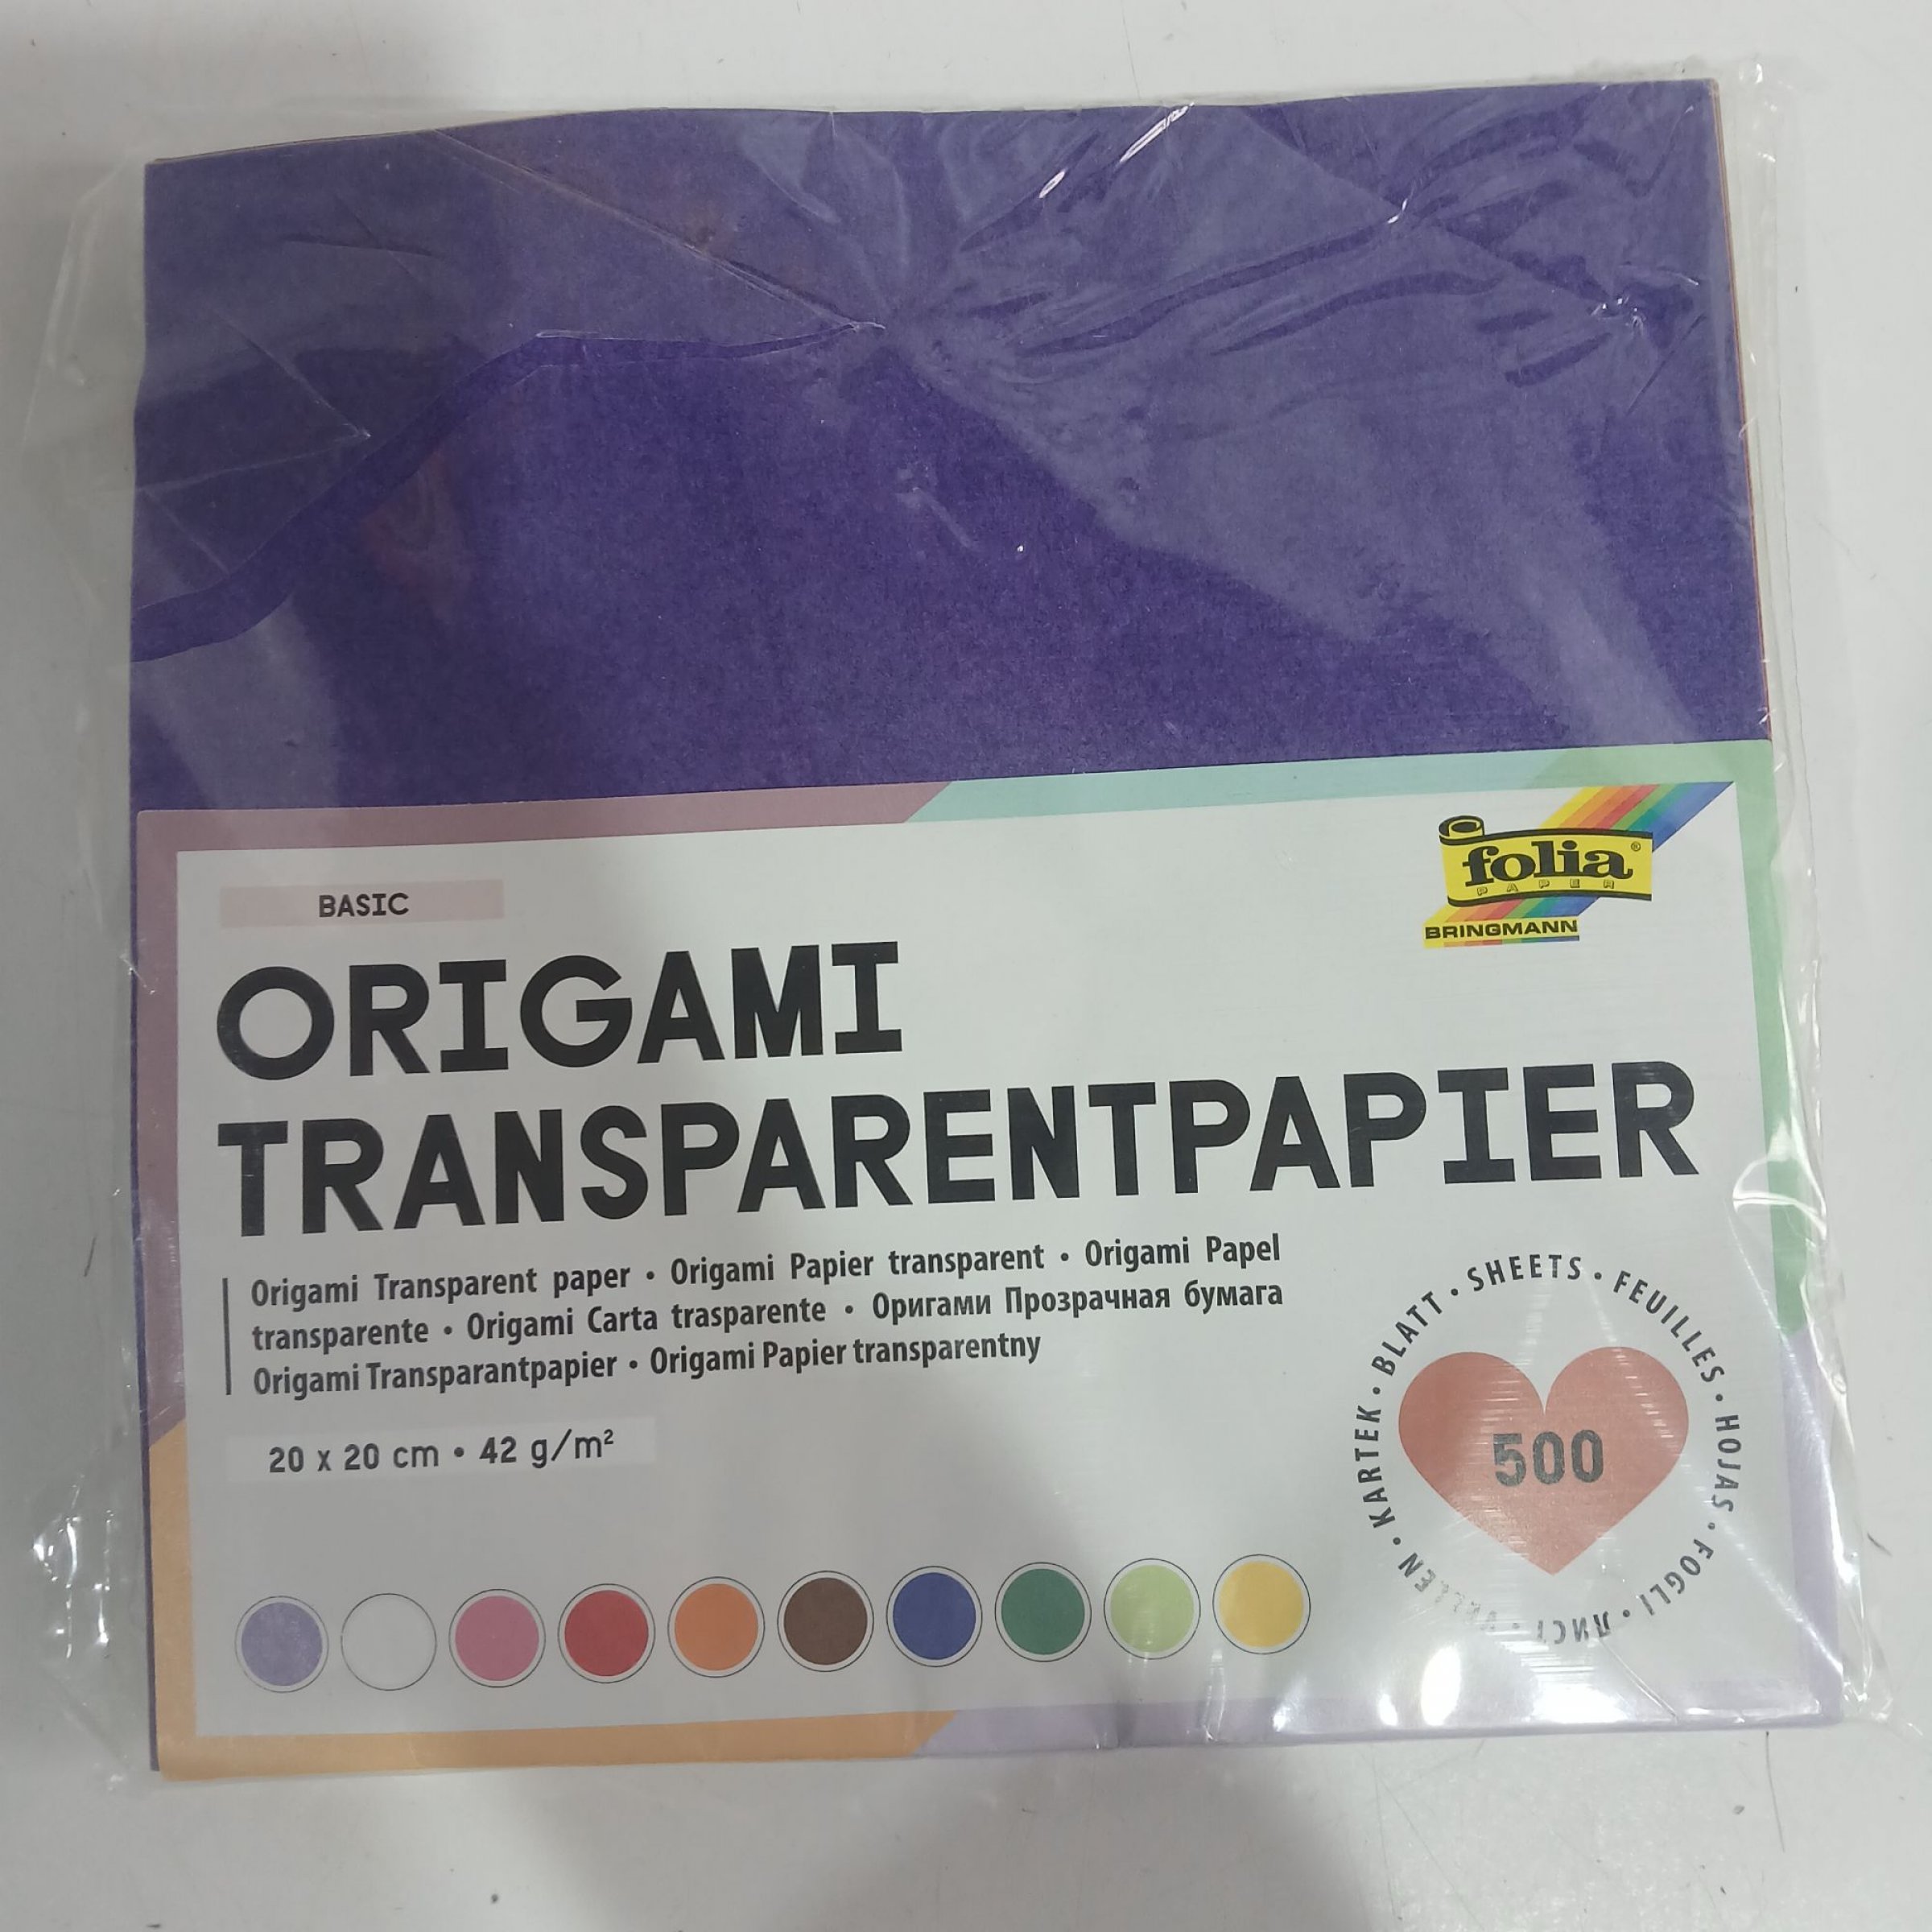 folia®
PAPER
BRINGMANN
BASIC
ORIGAMI
TRANSPARENTPAPIER
Origami Transparent paper • Origami Papier transparent • Origami Papel
transparente • Origami Carta trasparente • Оригами Прозрачная бумага
Origami Transparantpapier • Origami Papier transparentny
20 x 20 cm • 42 g/m²
BLATT • SHEETS • FEUILLES • HOJAS • FOGLI • ЛИСТ • VELLEN • KARTEK •
500